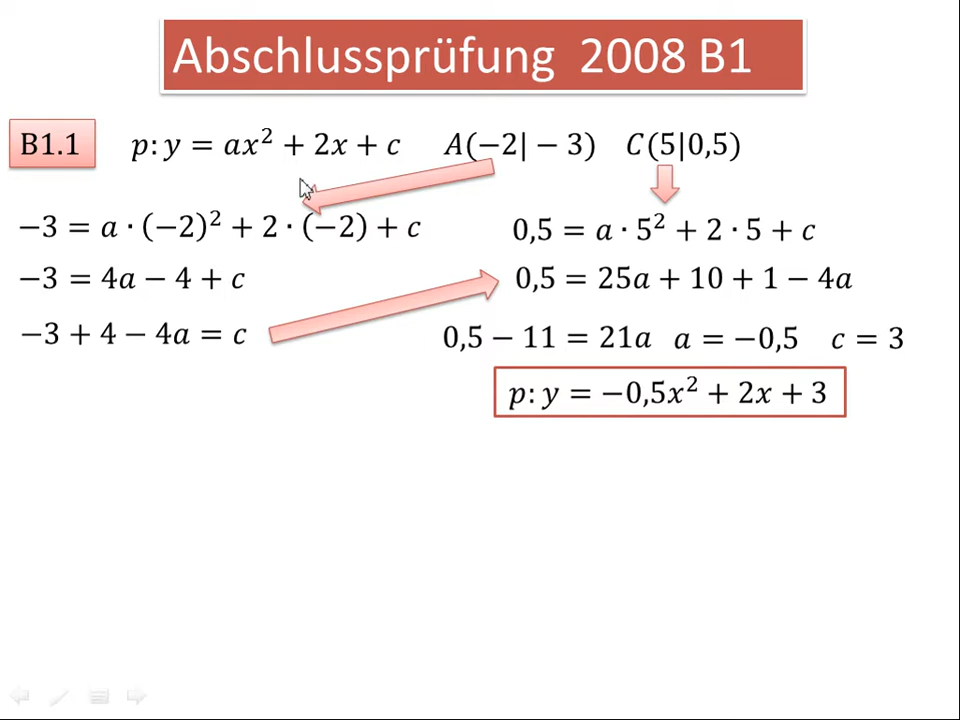 Abschlussprüfung 2008 B1
B1.1 p: y = ax² + 2x + c A(−2| − 3) C(5|0,5)
−3 = a · (−2)² + 2 · (−2) + c 0,5 = a · 5² + 2 · 5 + c
−3 = 4a − 4 + c 0,5 = 25a + 10 + 1 − 4a
−3 + 4 − 4a = c 0,5 − 11 = 21a a = −0,5 c = 3
p: y = −0,5x² + 2x + 3